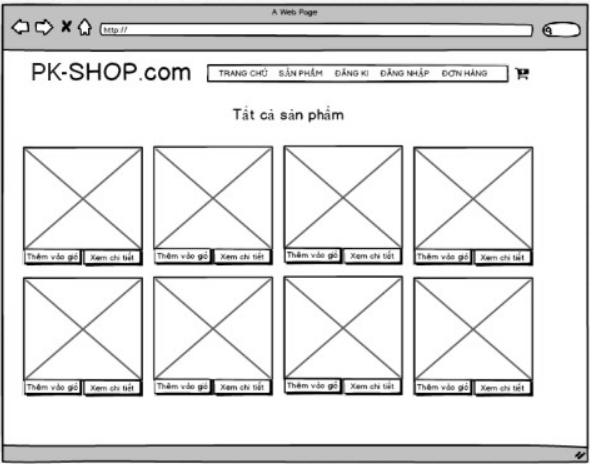 A Web Page
http://
PK-SHOP.com
TRANG CHỦ SẢN PHẨM ĐĂNG KI ĐĂNG NHẬP ĐƠN HÀNG
Tất cả sản phẩm
Thêm vào giỏ Xem chi tiết Thêm vào giỏ Xem chi tiết Thêm vào giỏ Xem chi tiết Thêm vào giỏ Xem chi tiết
Thêm vào giỏ Xem chi tiết Thêm vào giỏ Xem chi tiết Thêm vào giỏ Xem chi tiết Thêm vào giỏ Xem chi tiết